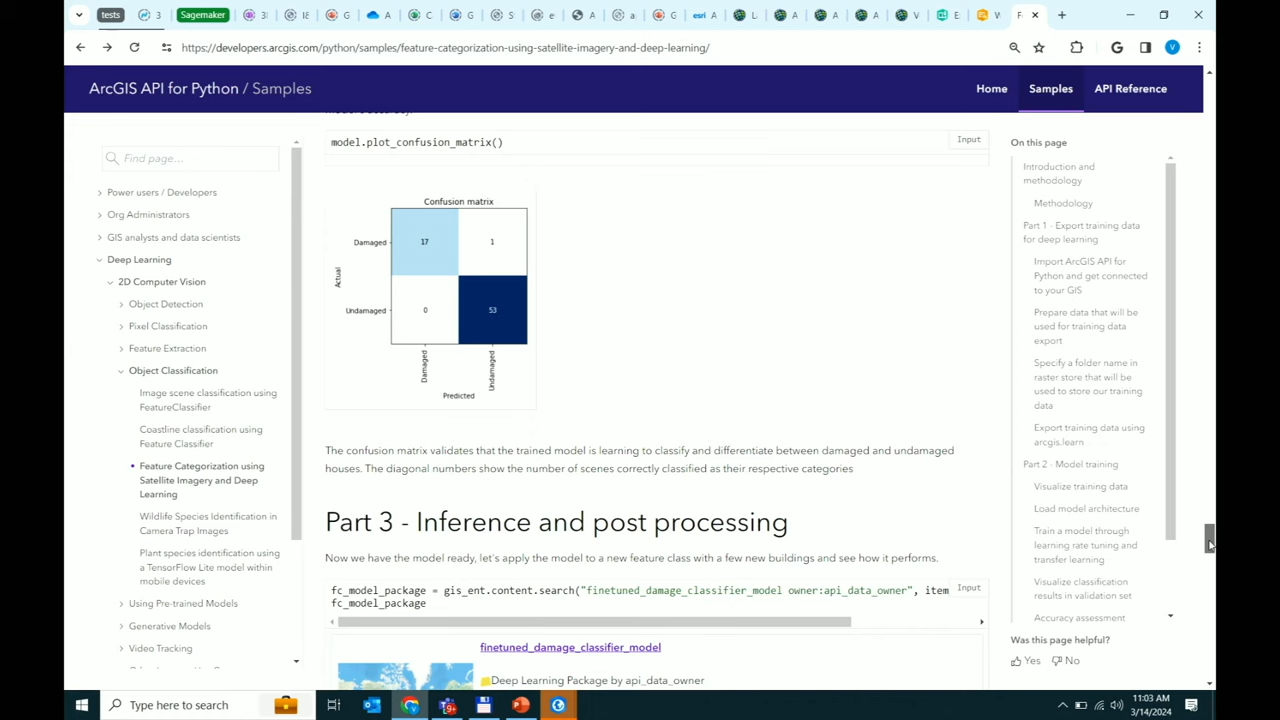 tests
Sagemaker
https://developers.arcgis.com/python/samples/feature-categorization-using-satellite-imagery-and-deep-learning/
ArcGIS API for Python / Samples
Home
Samples
API Reference
Find page...
Power users / Developers
Org Administrators
GIS analysts and data scientists
Deep Learning
2D Computer Vision
Object Detection
Pixel Classification
Feature Extraction
Object Classification
Image scene classification using
FeatureClassifier
Coastline classification using
Feature Classifier
Feature Categorization using
Satellite Imagery and Deep
Learning
Wildlife Species Identification in
Camera Trap Images
Plant species identification using
a TensorFlow Lite model within
mobile devices
Using Pre-trained Models
Generative Models
Video Tracking
model.plot_confusion_matrix()
Input
Confusion matrix
Damaged
17
1
Actual
Undamaged
0
53
Damaged
Undamaged
Predicted
The confusion matrix validates that the trained model is learning to classify and differentiate between damaged and undamaged
houses. The diagonal numbers show the number of scenes correctly classified as their respective categories
Part 3 - Inference and post processing
Now we have the model ready, let's apply the model to a new feature class with a few new buildings and see how it performs.
fc_model_package = gis_ent.content.search("finetuned_damage_classifier_model owner:api_data_owner", item
Input
fc_model_package
finetuned_damage_classifier_model
Deep Learning Package by api_data_owner
On this page
Introduction and
methodology
Methodology
Part 1 - Export training data
for deep learning
Import ArcGIS API for
Python and get connected
to your GIS
Prepare data that will be
used for training data
export
Specify a folder name in
raster store that will be
used to store our training
data
Export training data using
arcgis.learn
Part 2 - Model training
Visualize training data
Load model architecture
Train a model through
learning rate tuning and
transfer learning
Visualize classification
results in validation set
Accuracy assessment
Was this page helpful?
Yes
No
Type here to search
11:03 AM
3/14/2024